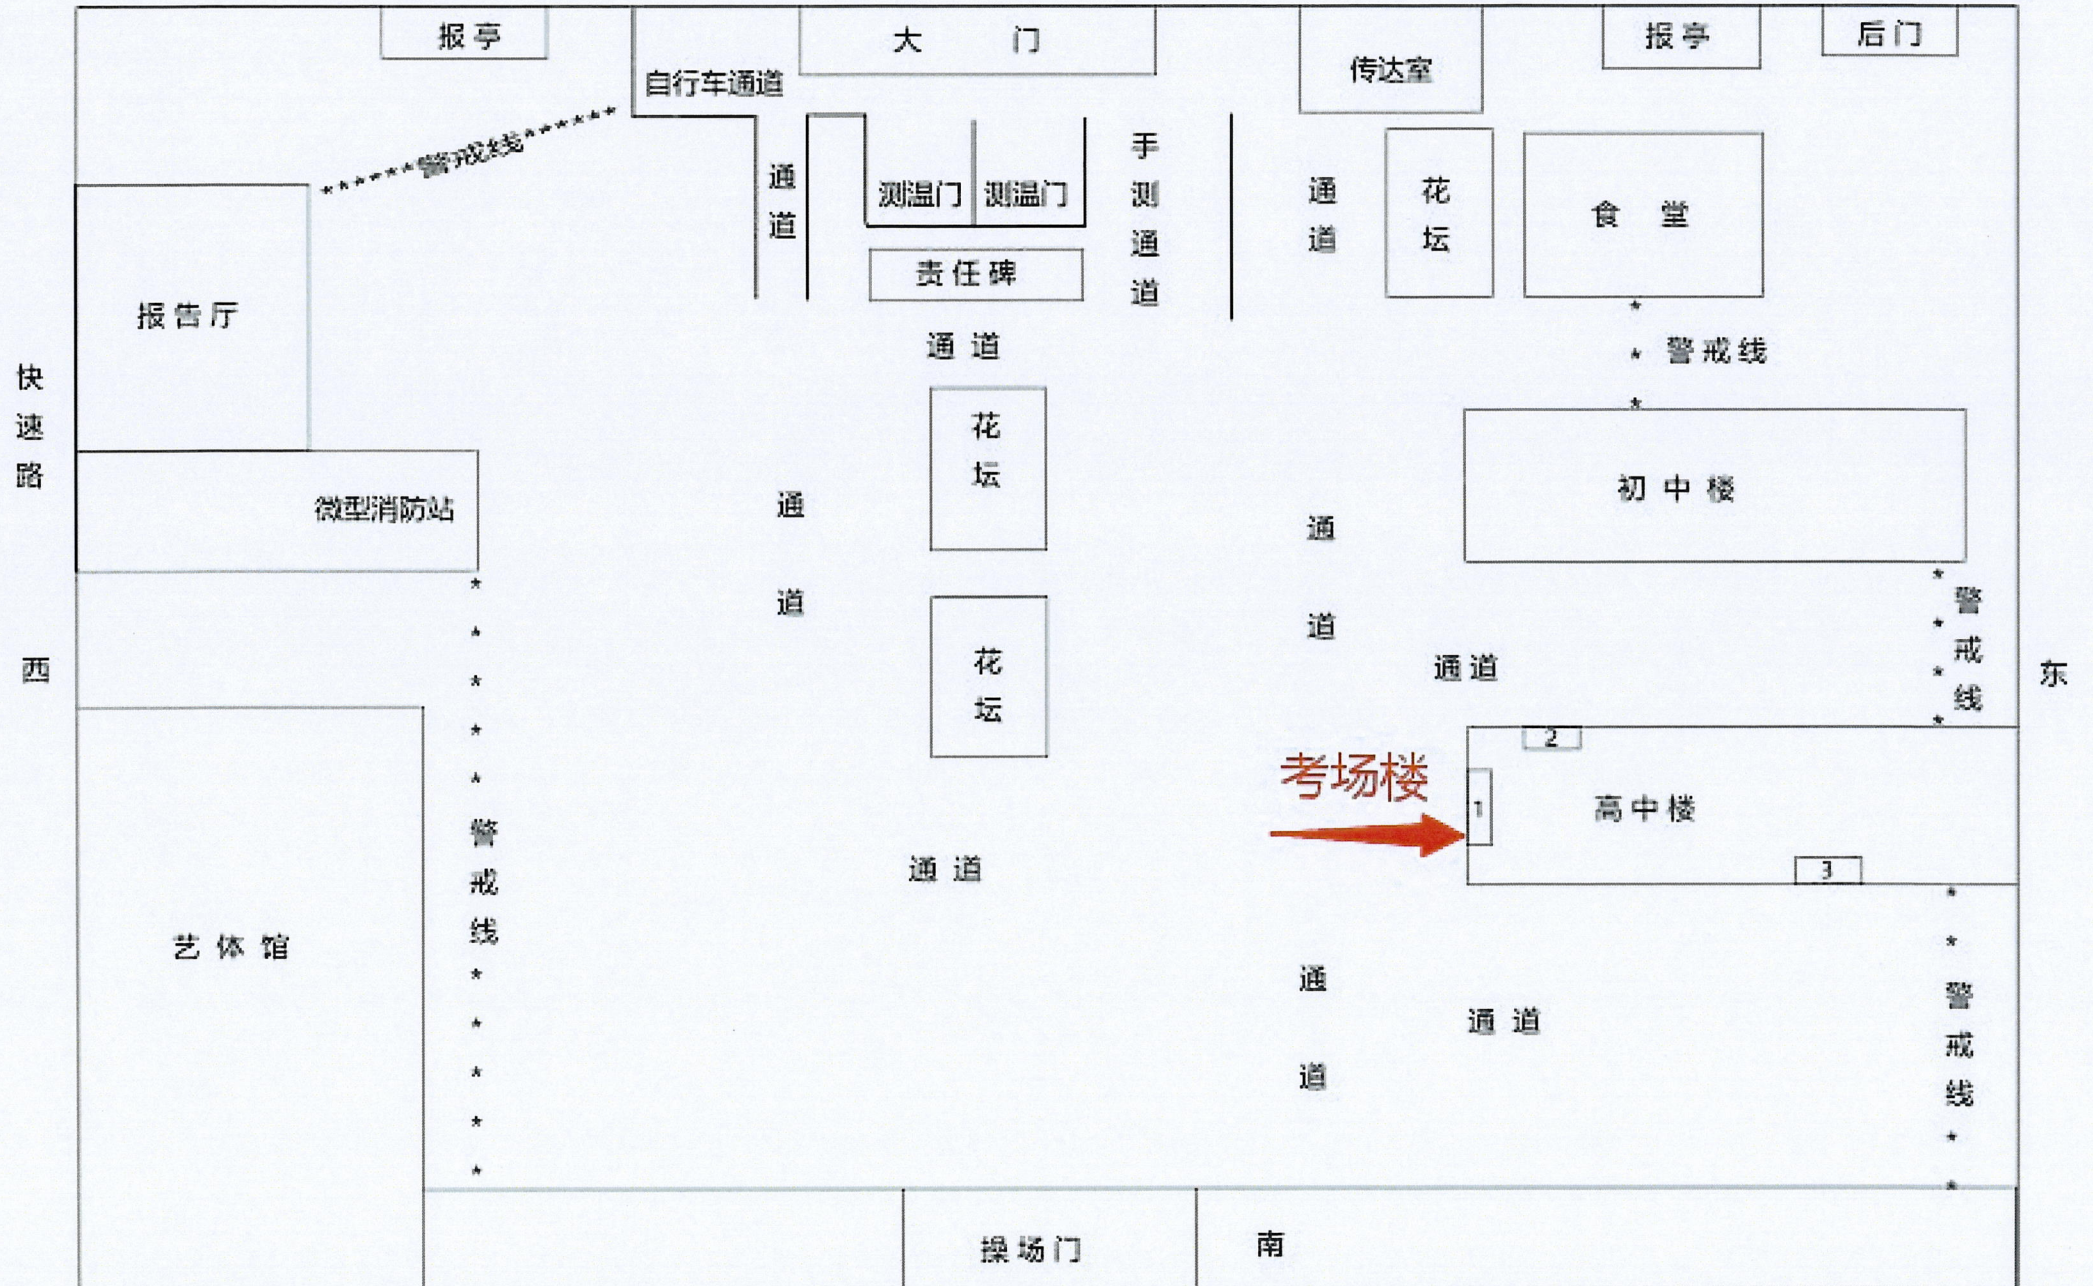 报亭
大 门
报亭
后门
传达室
自行车通道
警戒线
通道
测温门
测温门
手测通道
通道
花坛
食 堂
责任碑
报告厅
通道
警戒线
快速路
花坛
微型消防站
初中楼
通道
通道
警戒线
西
花坛
通道
东
2
考场楼
1
高中楼
3
警戒线
通道
艺体馆
通道
通道
警戒线
操场门
南